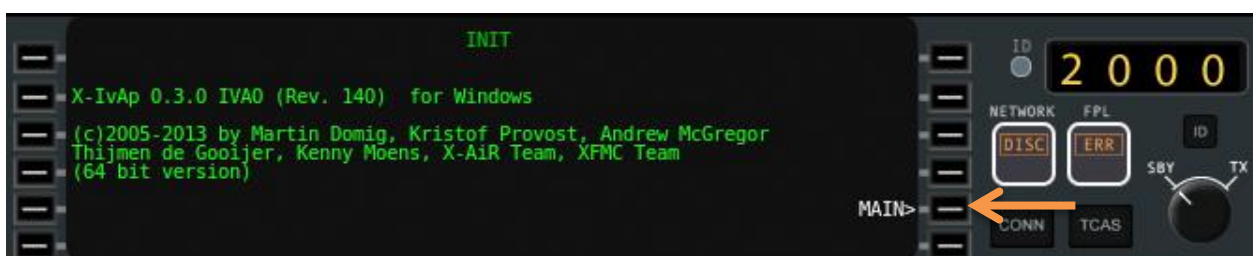 INIT
X-IvAp 0.3.0 IVAO (Rev. 140) for Windows
(c)2005-2013 by Martin Domig, Kristof Provost, Andrew McGregor
Thijmen de Gooijer, Kenny Moens, X-AiR Team, XFMC Team
(64 bit version)
MAIN>
ID
2000
NETWORK FPL
DISC ERR
ID
SBY TX
CONN TCAS